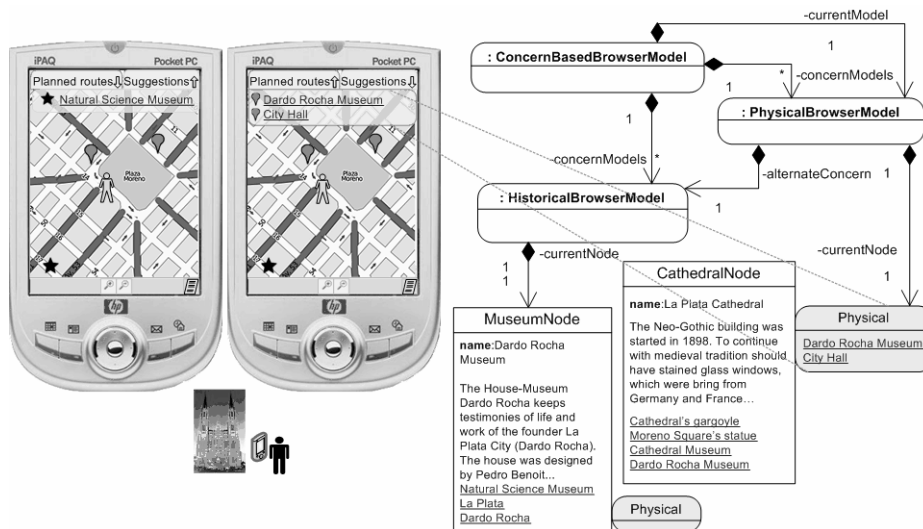 iPAQ Pocket PC
Planned routes⇩ Suggestions⇧
Natural Science Museum
Plaza
Moreno
hp
iPAQ Pocket PC
Planned routes⇧ Suggestions⇩
Dardo Rocha Museum
City Hall
Plaza
Moreno
hp
-currentModel
1
: ConcernBasedBrowserModel
1
*
-concernModels
1
: PhysicalBrowserModel
-concernModels
*
-alternateConcern
1
1
: HistoricalBrowserModel
-currentNode
1
1
-currentNode
1
MuseumNode
name:Dardo Rocha
Museum
The House-Museum
Dardo Rocha keeps
testimonies of life and
work of the founder La
Plata City (Dardo Rocha).
The house was designed
by Pedro Benoit...
Natural Science Museum
La Plata
Dardo Rocha
Physical
CathedralNode
name:La Plata Cathedral
The Neo-Gothic building was
started in 1898. To continue
with medieval tradition should
have stained glass windows,
which were bring from
Germany and France…
Cathedral's gargoyle
Moreno Square's statue
Cathedral Museum
Dardo Rocha Museum
Physical
Dardo Rocha Museum
City Hall